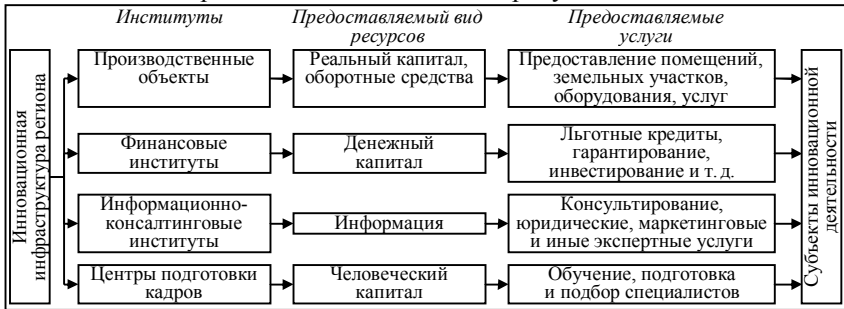 Институты
Предоставляемый вид
ресурсов
Предоставляемые
услуги
Инновационная
инфраструктура региона
Производственные
объекты
Реальный капитал,
оборотные средства
Предоставление помещений,
земельных участков,
оборудования, услуг
Финансовые
институты
Денежный
капитал
Льготные кредиты,
гарантирование,
инвестирование и т. д.
Информационно-
консалтинговые
институты
Информация
Консультирование,
юридические, маркетинговые
и иные экспертные услуги
Центры подготовки
кадров
Человеческий
капитал
Обучение, подготовка
и подбор специалистов
Субъекты инновационной
деятельности